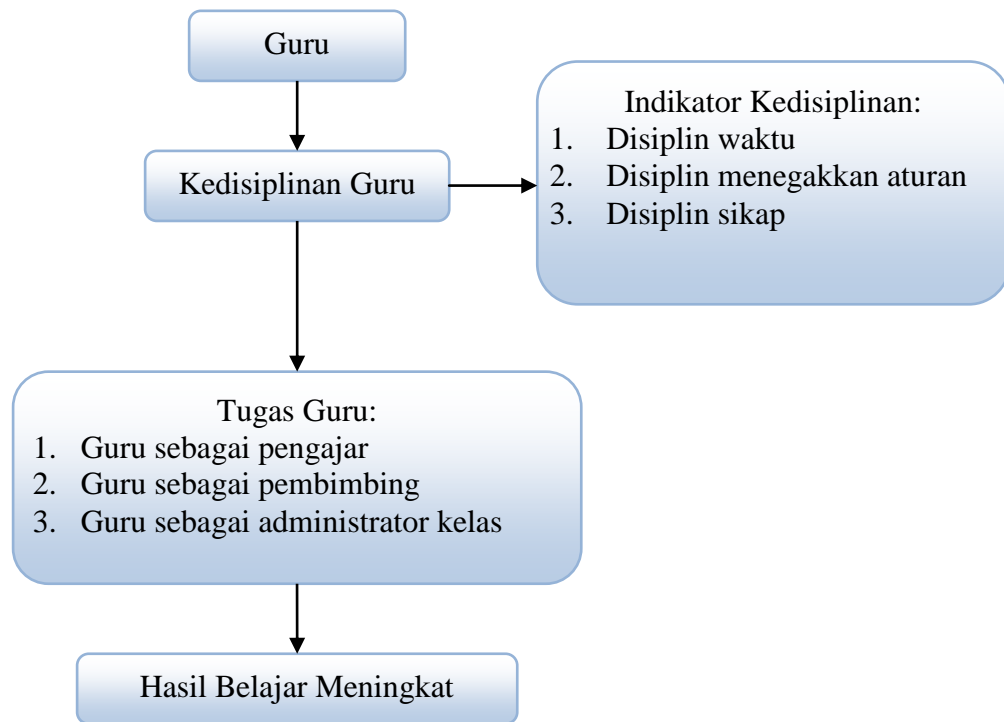 Guru
Indikator Kedisiplinan:
1. Disiplin waktu
2. Disiplin menegakkan aturan
3. Disiplin sikap
Kedisiplinan Guru
Tugas Guru:
1. Guru sebagai pengajar
2. Guru sebagai pembimbing
3. Guru sebagai administrator kelas
Hasil Belajar Meningkat